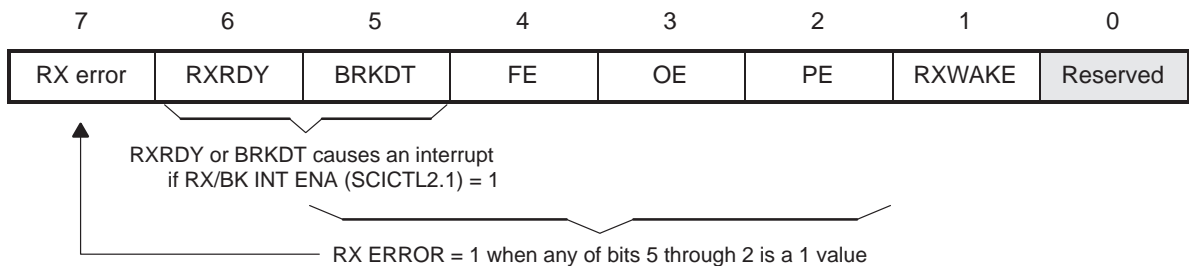 7 6 5 4 3 2 1 0
RX error RXRDY BRKDT FE OE PE RXWAKE Reserved
RXRDY or BRKDT causes an interrupt
if RX/BK INT ENA (SCICTL2.1) = 1
RX ERROR = 1 when any of bits 5 through 2 is a 1 value